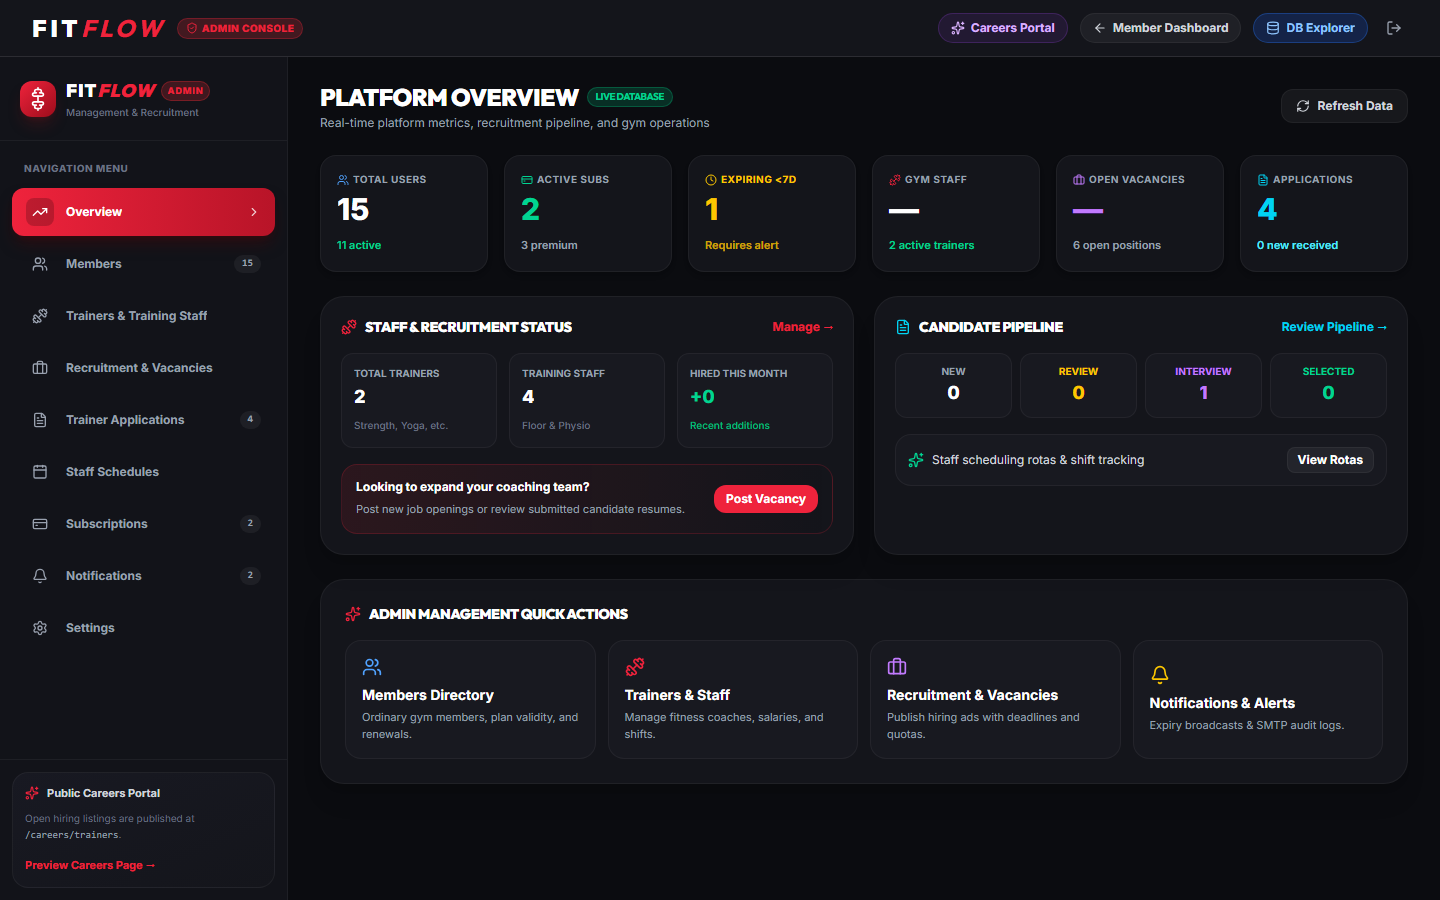 FITFLOW ADMIN CONSOLE
Careers Portal
Member Dashboard
DB Explorer
FITFLOW ADMIN
Management & Recruitment
NAVIGATION MENU
Overview
Members 15
Trainers & Training Staff
Recruitment & Vacancies
Trainer Applications 4
Staff Schedules
Subscriptions 2
Notifications 2
Settings
Public Careers Portal
Open hiring listings are published at
/careers/trainers.
Preview Careers Page →
PLATFORM OVERVIEW LIVE DATABASE
Real-time platform metrics, recruitment pipeline, and gym operations
Refresh Data
TOTAL USERS
15
11 active
ACTIVE SUBS
2
3 premium
EXPIRING <7D
1
Requires alert
GYM STAFF
—
2 active trainers
OPEN VACANCIES
—
6 open positions
APPLICATIONS
4
0 new received
STAFF & RECRUITMENT STATUS
Manage →
TOTAL TRAINERS
2
Strength, Yoga, etc.
TRAINING STAFF
4
Floor & Physio
HIRED THIS MONTH
+0
Recent additions
Looking to expand your coaching team?
Post new job openings or review submitted candidate resumes.
Post Vacancy
CANDIDATE PIPELINE
Review Pipeline →
NEW
0
REVIEW
0
INTERVIEW
1
SELECTED
0
Staff scheduling rotas & shift tracking
View Rotas
ADMIN MANAGEMENT QUICK ACTIONS
Members Directory
Ordinary gym members, plan validity, and
renewals.
Trainers & Staff
Manage fitness coaches, salaries, and
shifts.
Recruitment & Vacancies
Publish hiring ads with deadlines and
quotas.
Notifications & Alerts
Expiry broadcasts & SMTP audit logs.